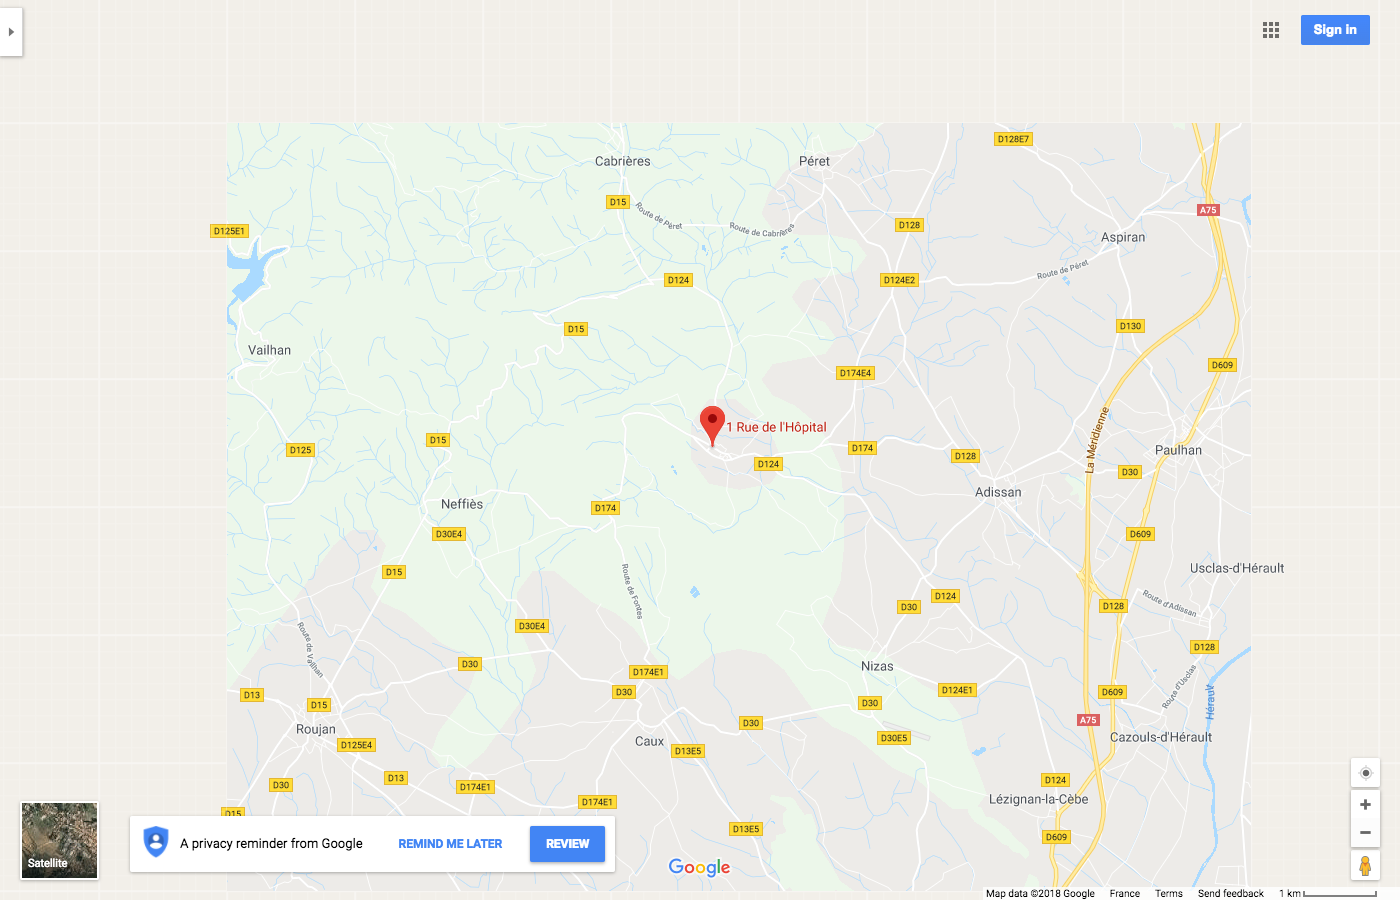 Sign in
D128E7
Cabrières
Péret
D15
Route de Péret
Route de Cabrières
A75
D128
D125E1
Aspiran
Route de Péret
D124
D124E2
D15
D130
Vailhan
D609
D174E4
La Méridienne
1 Rue de l'Hôpital
D15
D125
D174
D128
Paulhan
D124
D30
Adissan
Neffiès
D174
D30E4
D609
D15
Usclas-d'Hérault
Route de Fontes
D124
D30
D128
Route d'Adissan
D30E4
Route de Vailhan
D128
D30
Nizas
D174E1
Route d'Usclas
D13
D30
D124E1
D609
Hérault
D15
D30
A75
Roujan
D30
D30E5
Cazouls-d'Hérault
Caux
D125E4
D13E5
D13
D124
D30
D174E1
Lézignan-la-Cèbe
D174E1
D15
D13E5
D609
Satellite
A privacy reminder from Google
REMIND ME LATER
REVIEW
Google
Map data ©2018 Google France Terms Send feedback 1 km